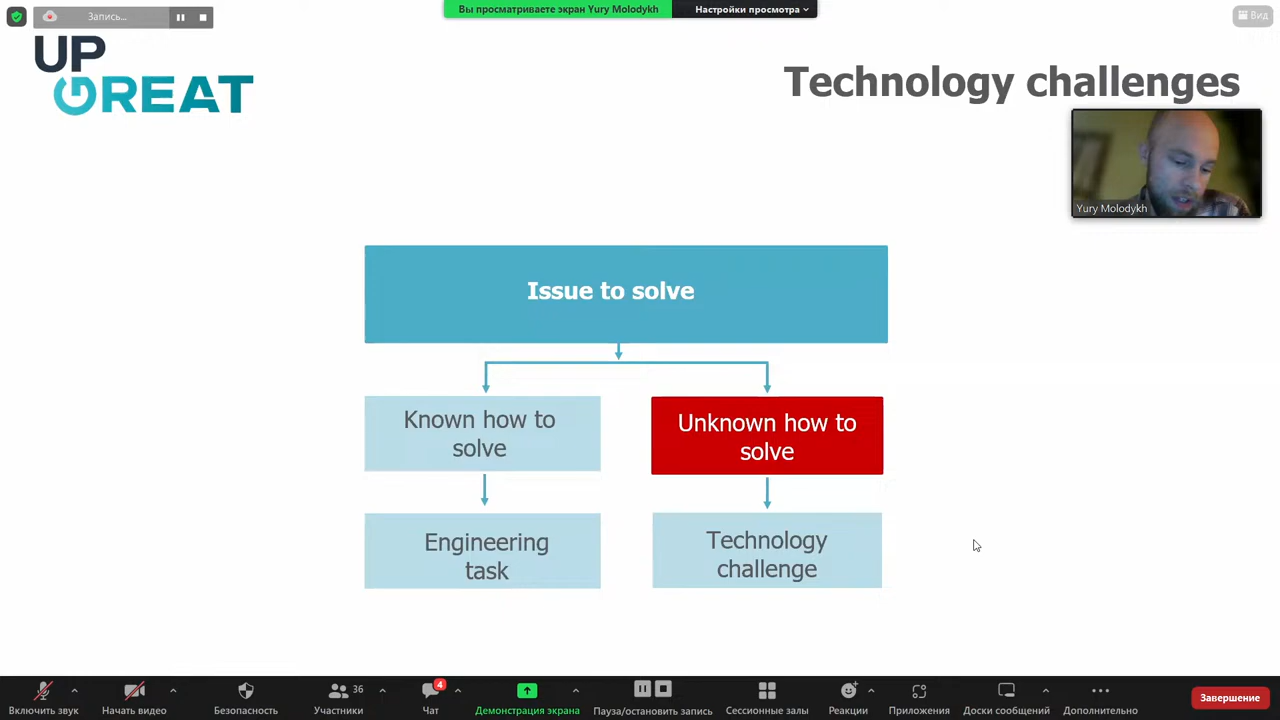 Запись...
Вы просматриваете экран Yury Molodykh
Настройки просмотра
Вид
UP
GREAT
Technology challenges
Yury Molodykh
Issue to solve
Known how to
solve
Unknown how to
solve
Engineering
task
Technology
challenge
36
4
Включить звук
Начать видео
Безопасность
Участники
Чат
Демонстрация экрана
Пауза/остановить запись
Сессионные залы
Реакции
Приложения
Доски сообщений
Дополнительно
Завершение